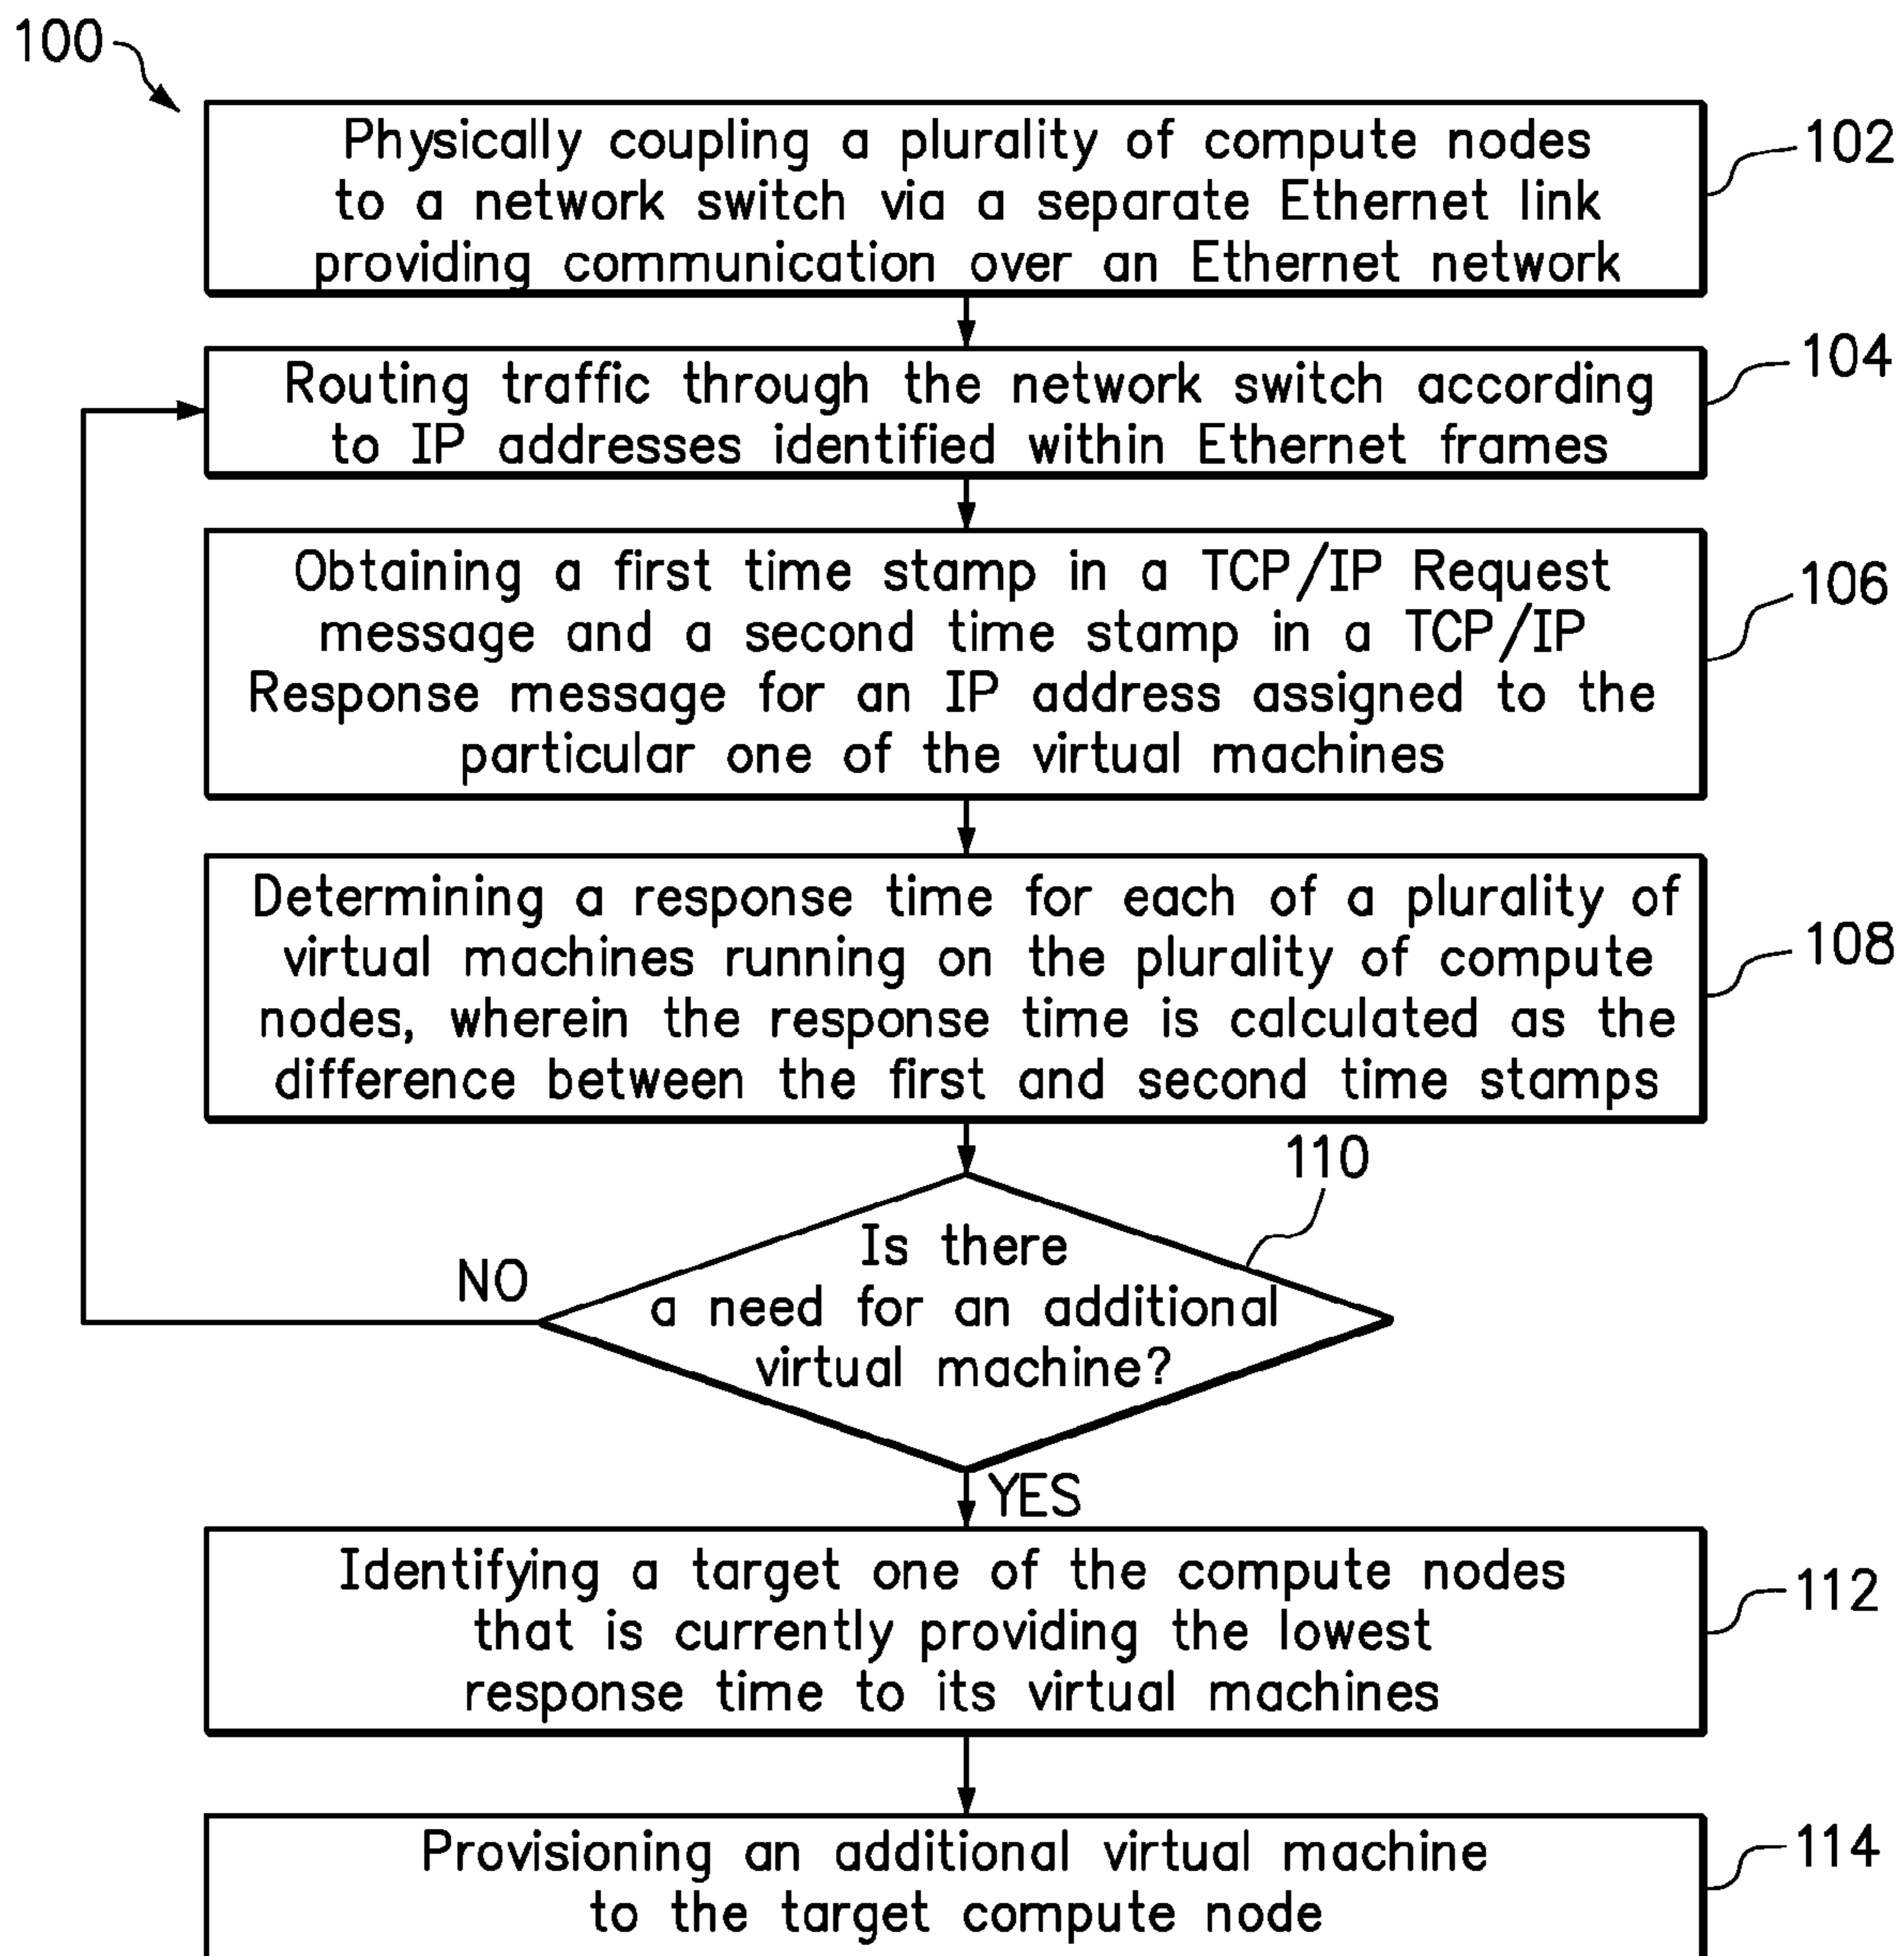 100
Physically coupling a plurality of compute nodes
to a network switch via a separate Ethernet link
providing communication over an Ethernet network
102
Routing traffic through the network switch according
to IP addresses identified within Ethernet frames
104
Obtaining a first time stamp in a TCP/IP Request
message and a second time stamp in a TCP/IP
Response message for an IP address assigned to the
particular one of the virtual machines
106
Determining a response time for each of a plurality of
virtual machines running on the plurality of compute
nodes, wherein the response time is calculated as the
difference between the first and second time stamps
108
110
Is there
a need for an additional
virtual machine?
NO
YES
Identifying a target one of the compute nodes
that is currently providing the lowest
response time to its virtual machines
112
Provisioning an additional virtual machine
to the target compute node
114